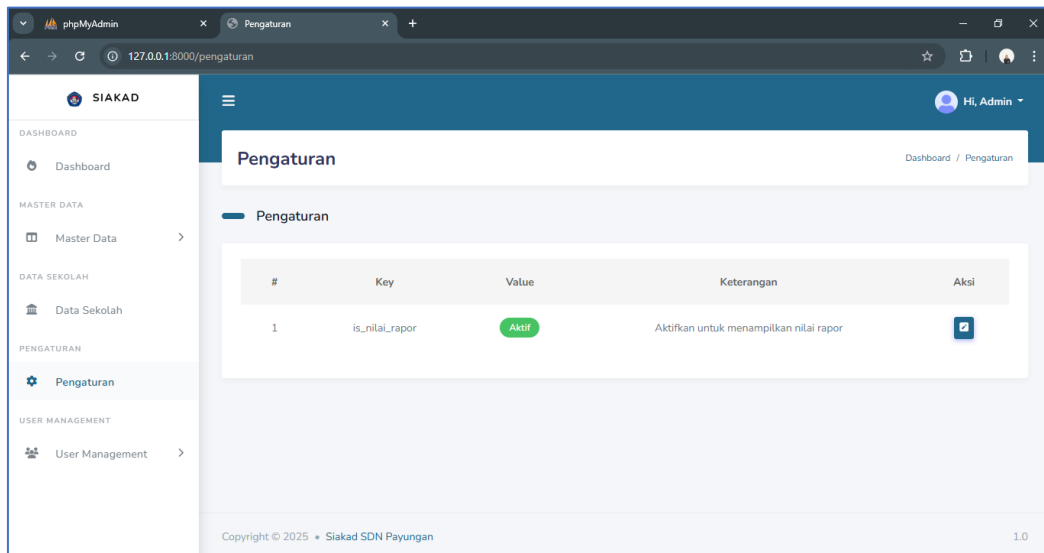 phpMyAdmin
Pengaturan
127.0.0.1:8000/pengaturan
SIAKAD
Hi, Admin
DASHBOARD
Dashboard
MASTER DATA
Master Data
DATA SEKOLAH
Data Sekolah
PENGATURAN
Pengaturan
USER MANAGEMENT
User Management
Pengaturan
Dashboard / Pengaturan
Pengaturan
# Key Value Keterangan Aksi
1 is_nilai_rapor Aktif Aktifkan untuk menampilkan nilai rapor
Copyright © 2025 • Siakad SDN Payungan
1.0